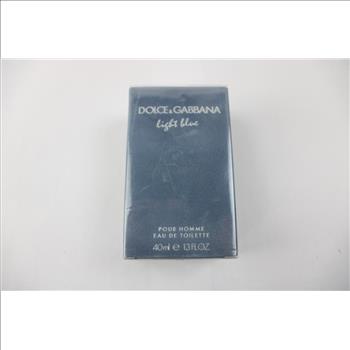 DOLCE & GABBANA
light blue
POUR HOMME
EAU DE TOILETTE
40ml e 1.3 FL.OZ.